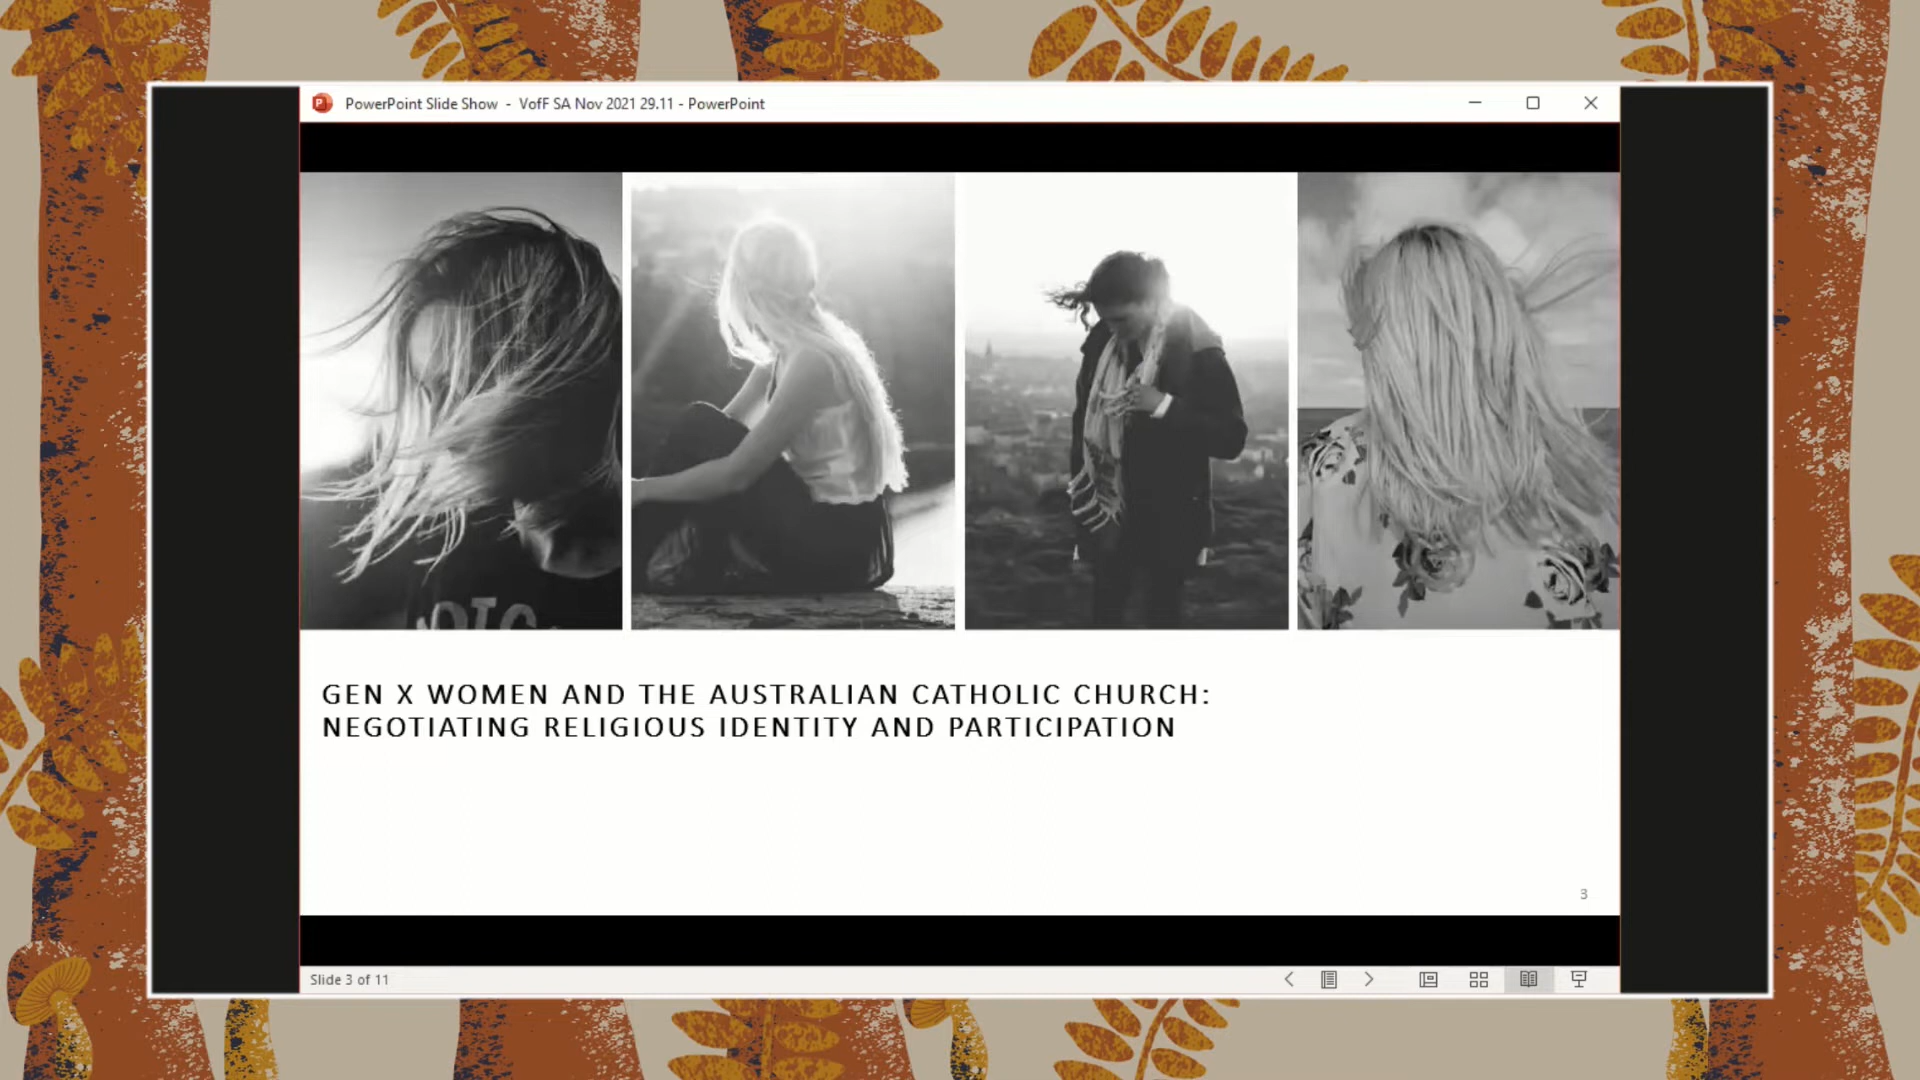 PowerPoint Slide Show - VofF SA Nov 2021 29.11 - PowerPoint
GEN X WOMEN AND THE AUSTRALIAN CATHOLIC CHURCH:
NEGOTIATING RELIGIOUS IDENTITY AND PARTICIPATION
3
Slide 3 of 11